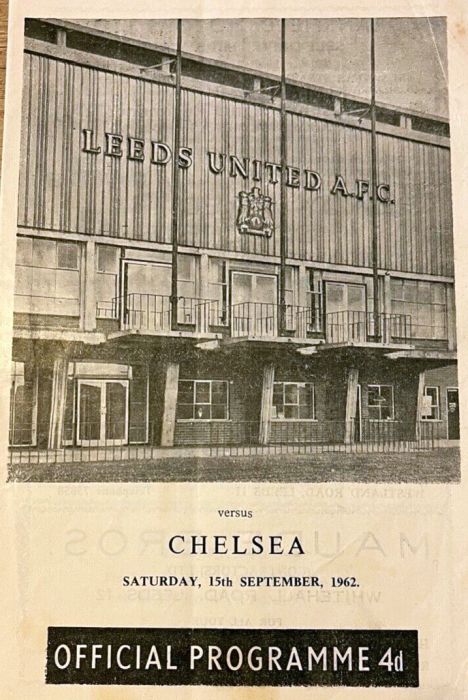 LEEDS UNITED A.F.C.
versus
CHELSEA
SATURDAY, 15th SEPTEMBER, 1962.
OFFICIAL PROGRAMME 4d